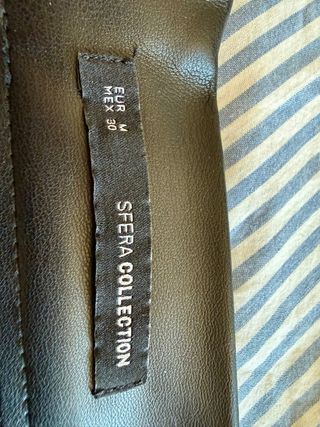 EUR M
MEX 30
SFERA COLLECTION